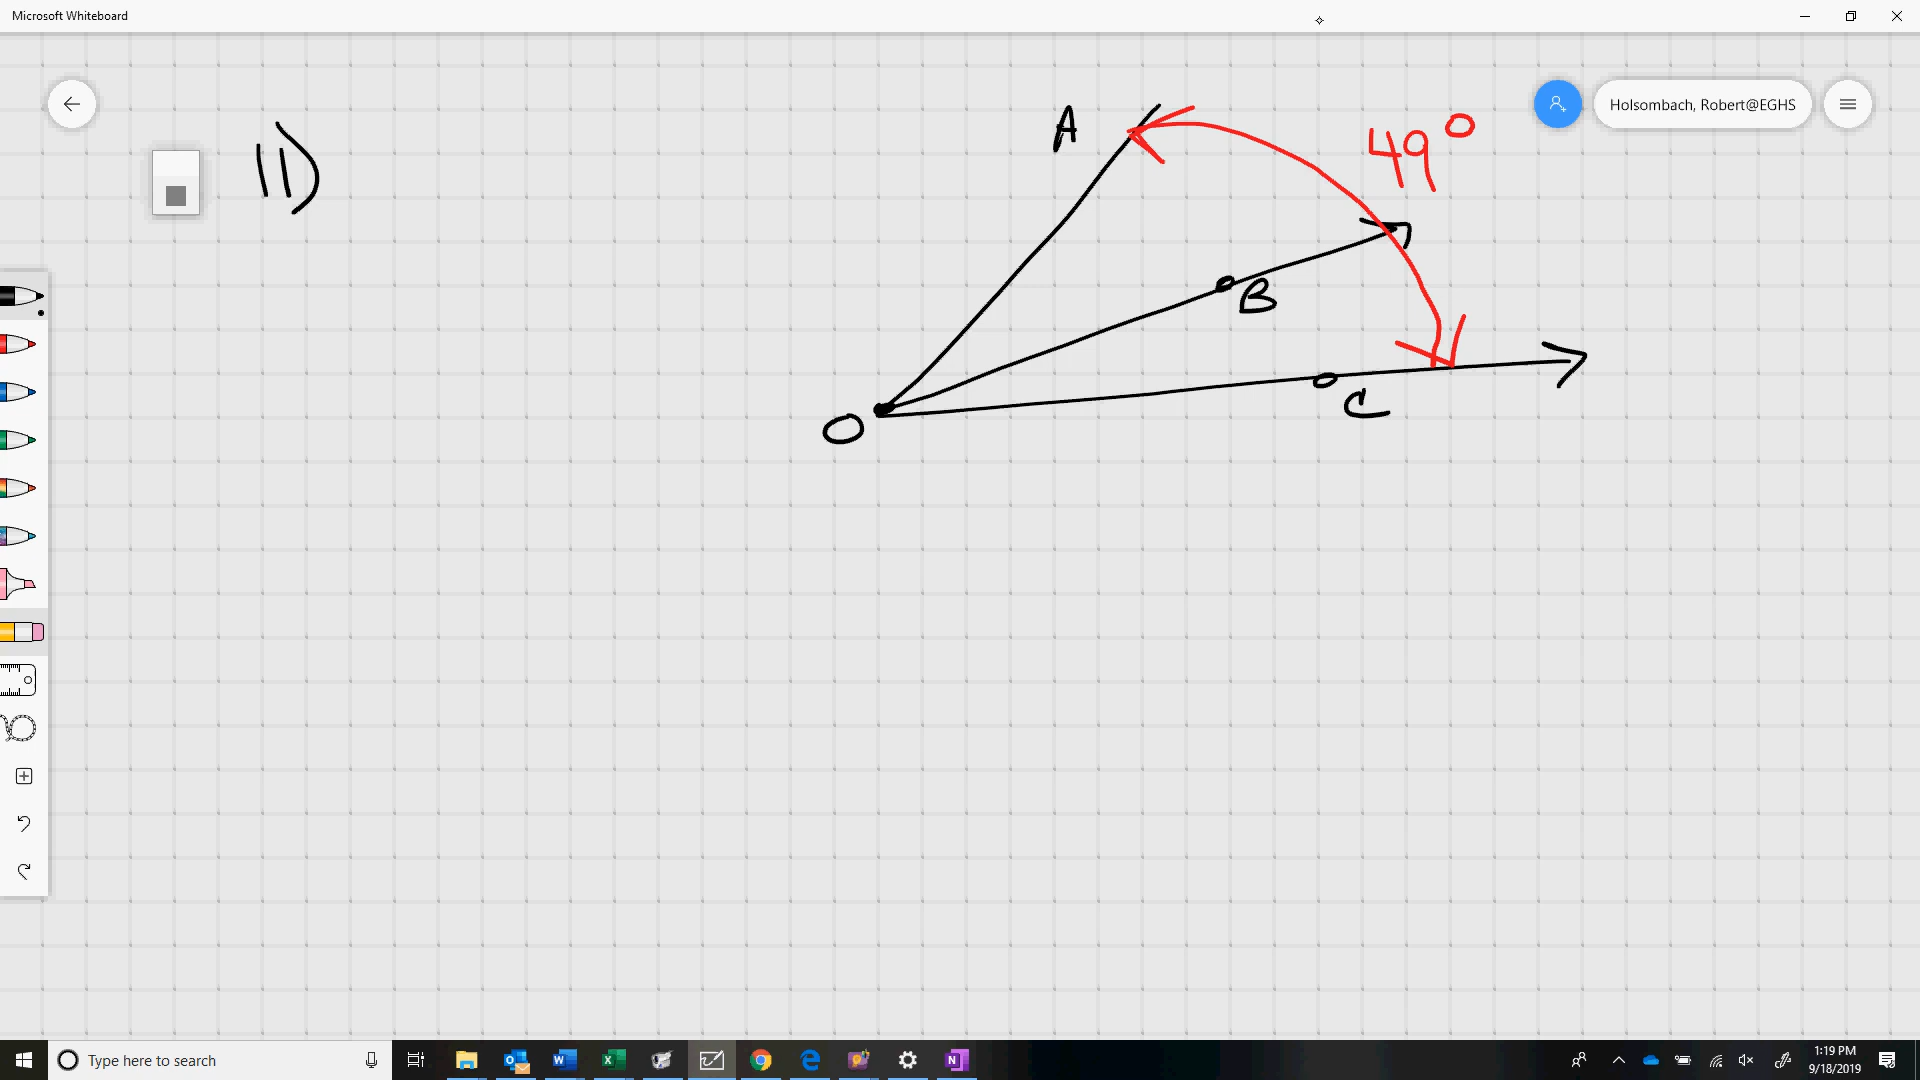 Microsoft Whiteboard
Holsombach, Robert@EGHS
11)
A
49°
B
C
O
Type here to search
1:19 PM
9/18/2019